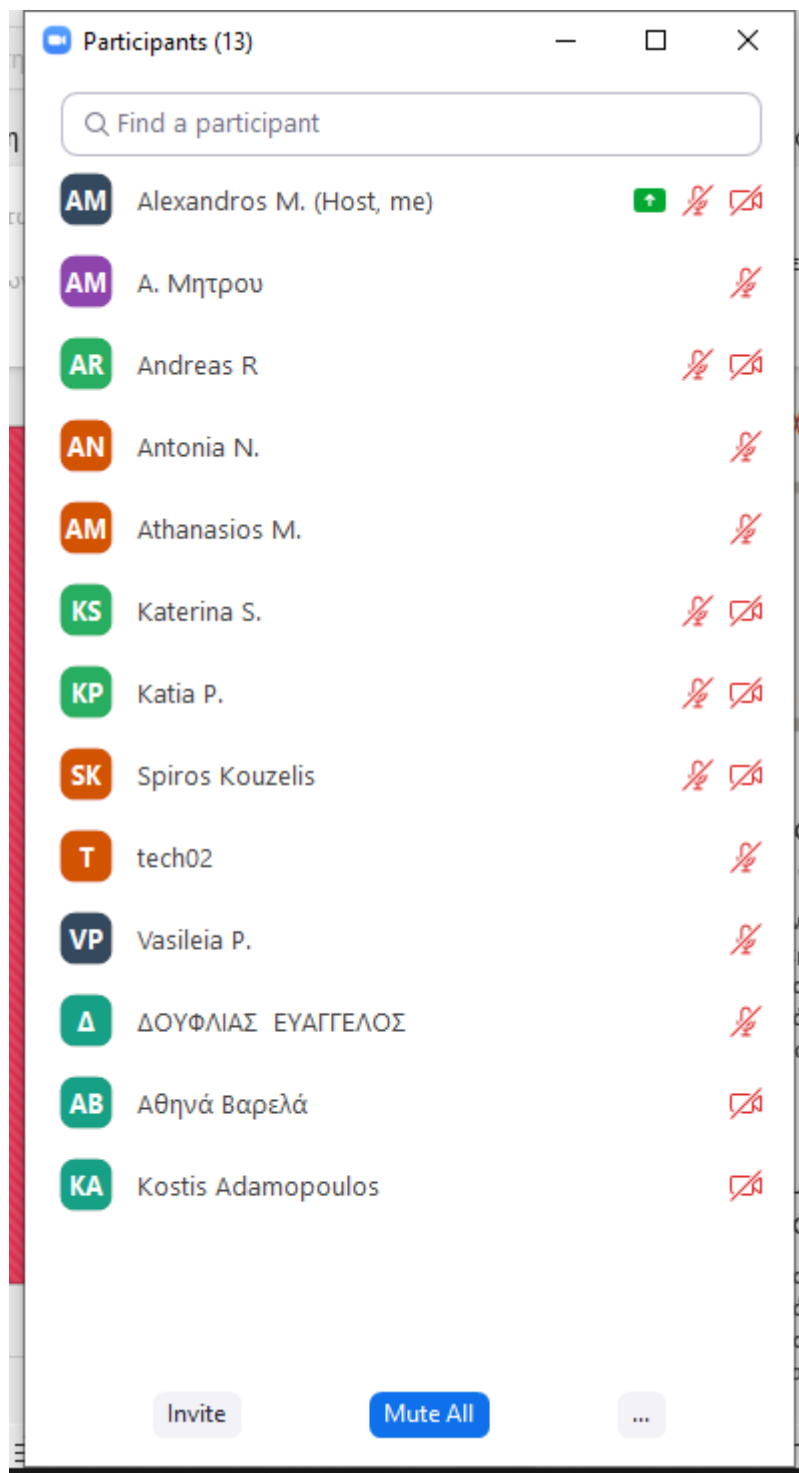 Participants (13)
Find a participant
AM Alexandros M. (Host, me)
AM Α. Μητρου
AR Andreas R
AN Antonia N.
AM Athanasios M.
KS Katerina S.
KP Katia P.
SK Spiros Kouzelis
T tech02
VP Vasileia P.
Δ ΔΟΥΦΛΙΑΣ ΕΥΑΓΓΕΛΟΣ
ΑΒ Αθηνά Βαρελά
KA Kostis Adamopoulos
Invite Mute All ...